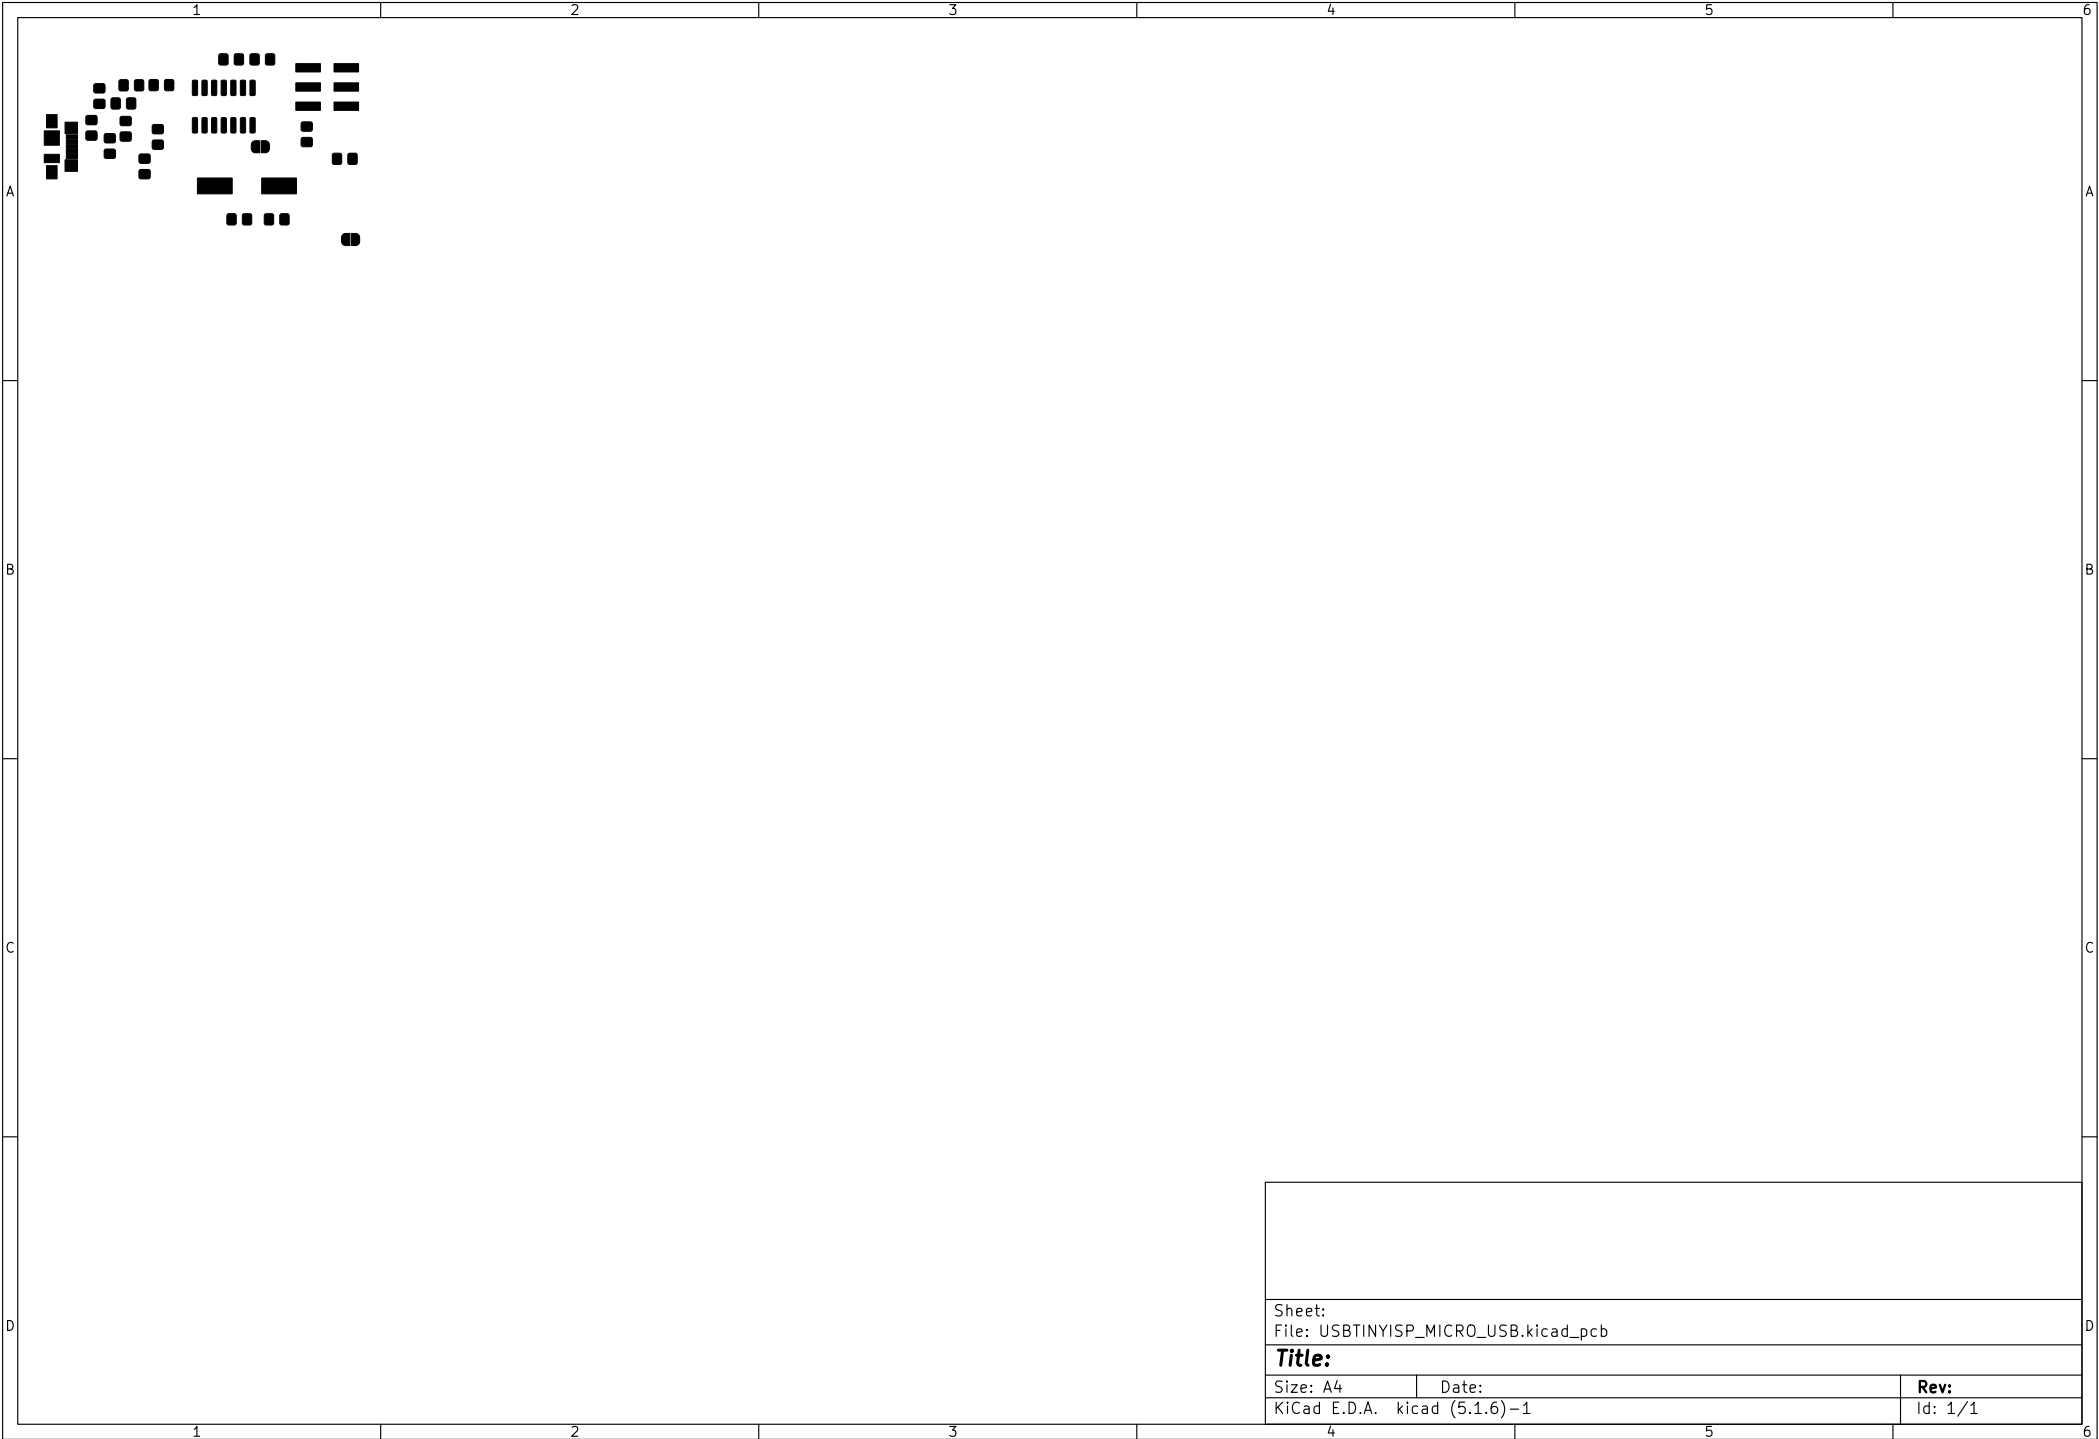 1 2 3 4 5 6
A A
B B
C C
Sheet:
D D
File: USBTINYISP_MICRO_USB.kicad_pcb
Title:
Size: A4 Date: Rev:
KiCad E.D.A. kicad (5.1.6)-1 Id: 1/1
1 2 3 4 5 6